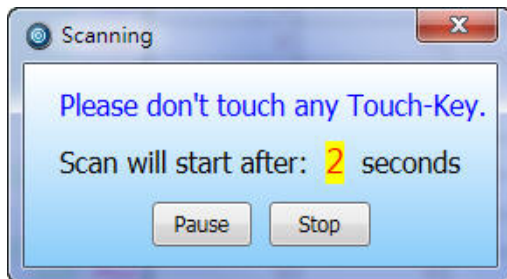 Scanning
Please don't touch any Touch-Key.
Scan will start after: 2 seconds
Pause Stop